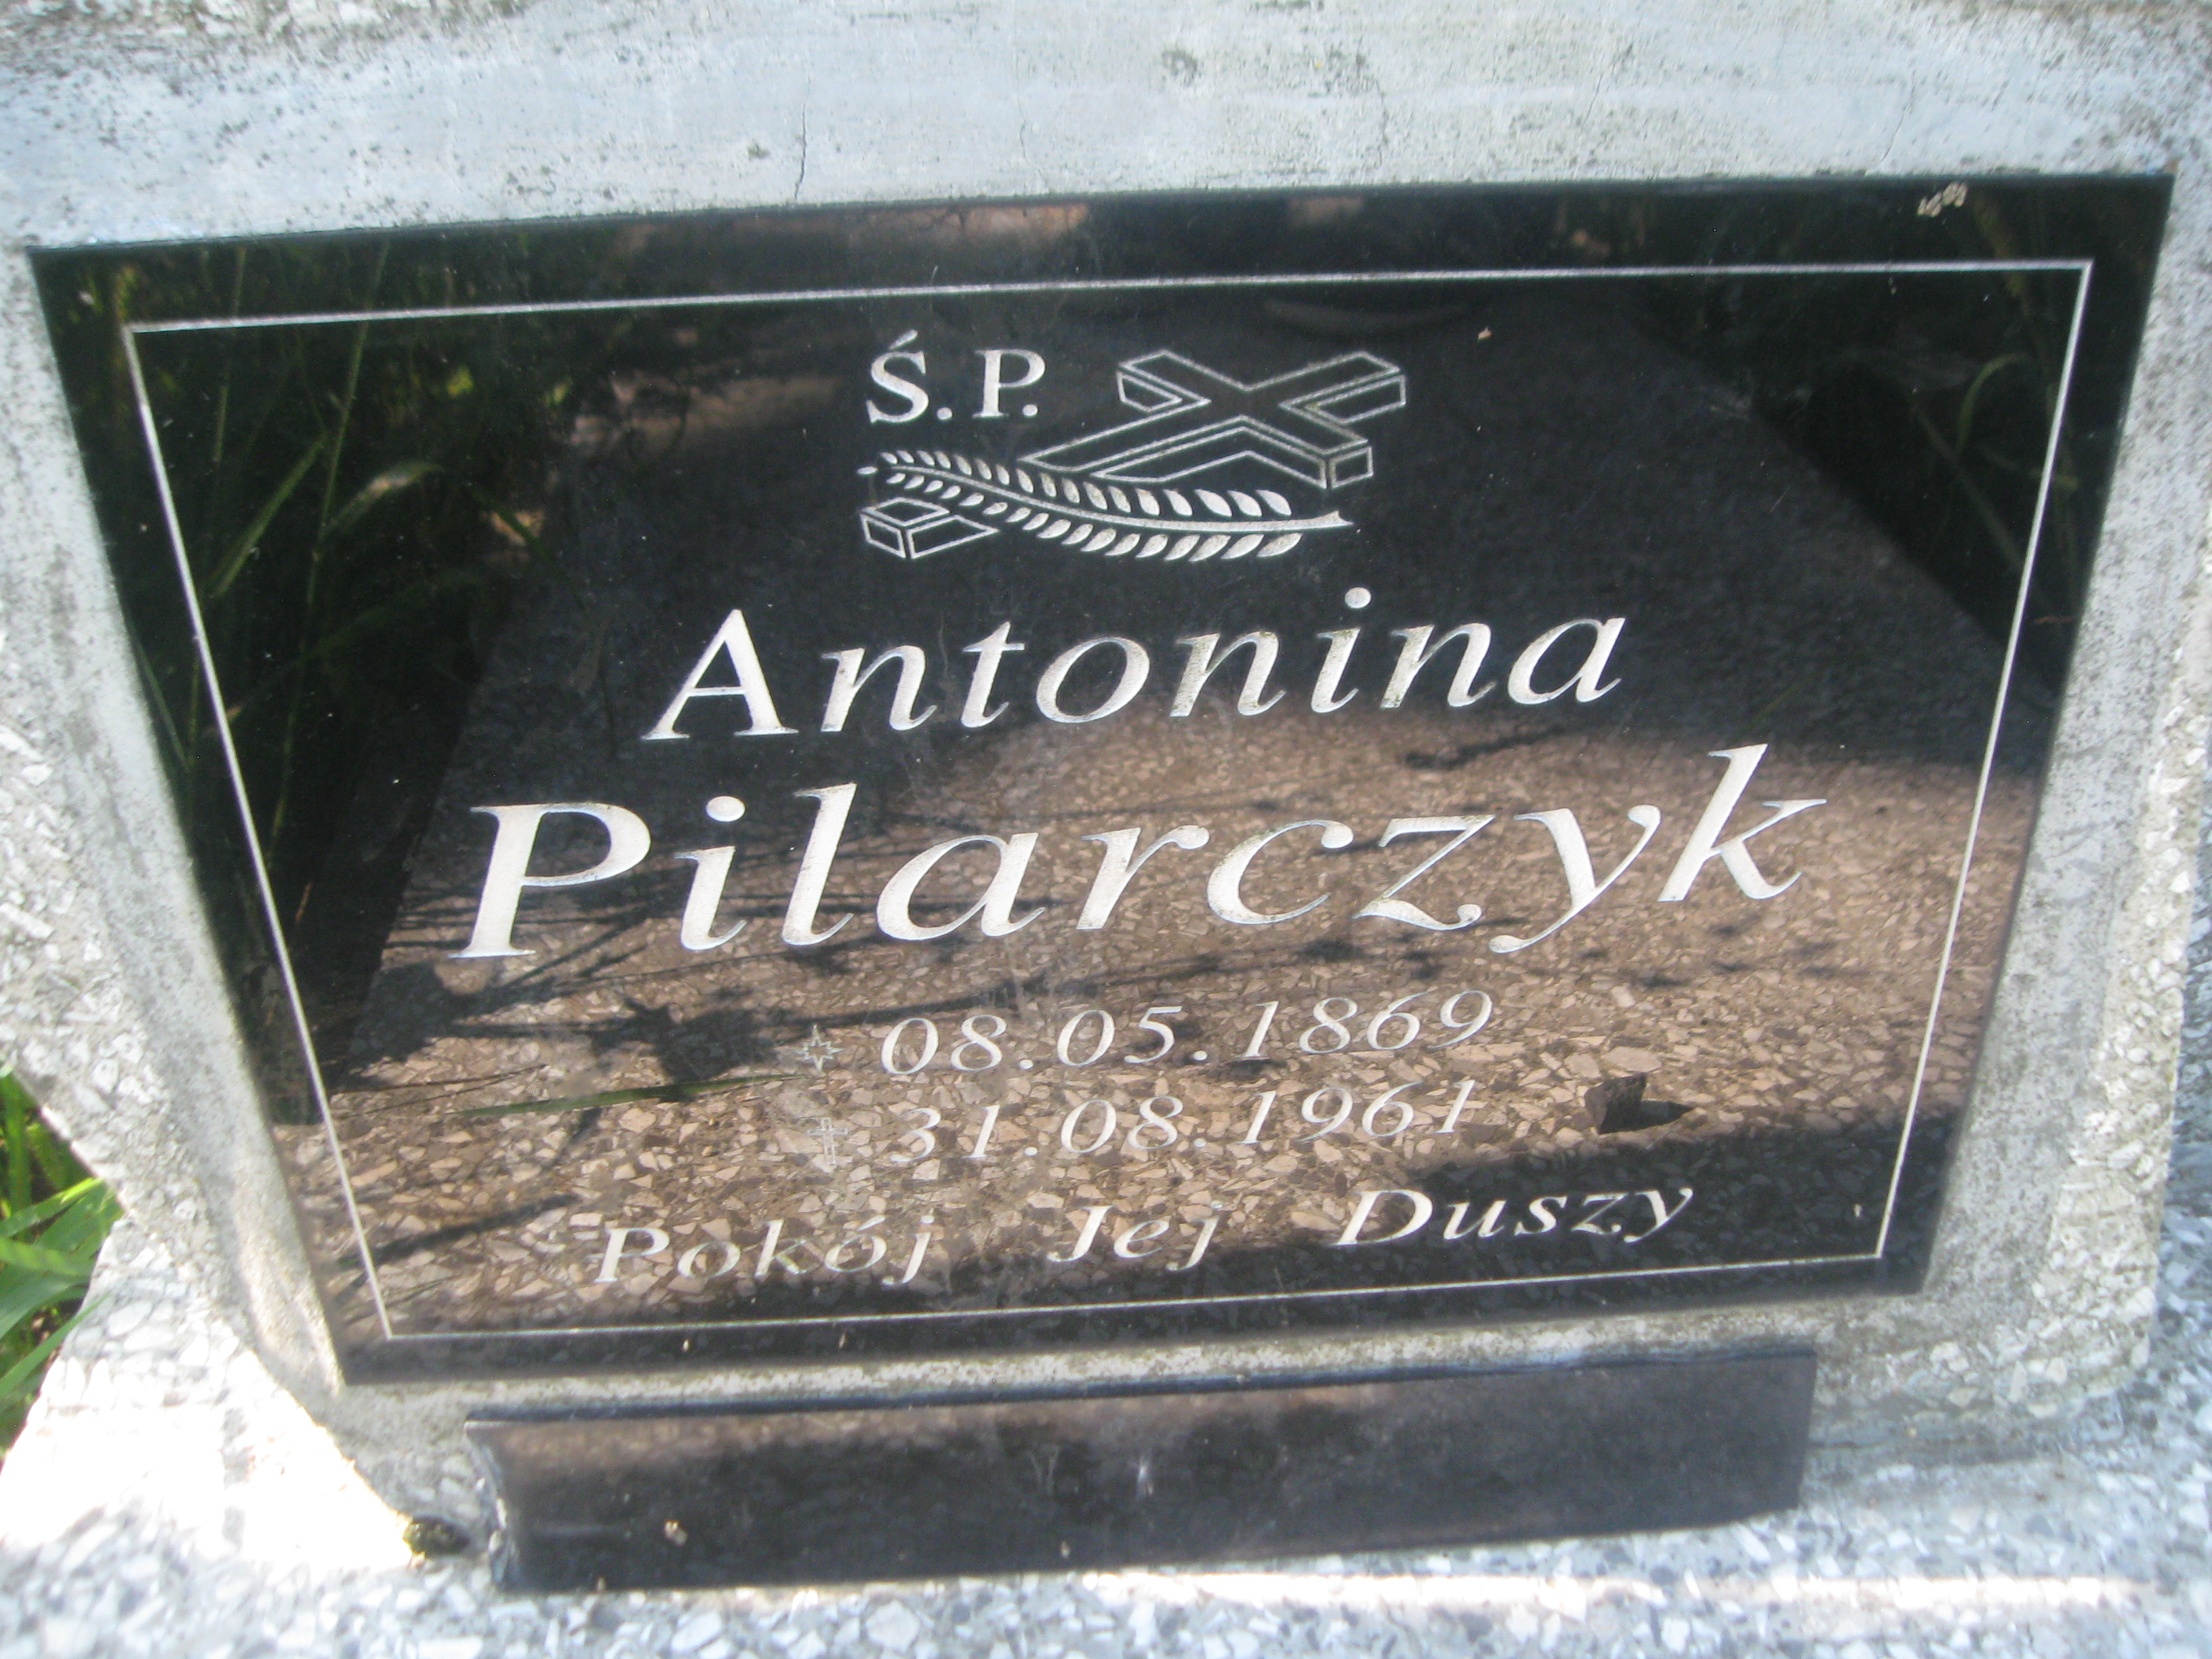 Ś.P.
Antonina
Pilarczyk
08.05.1869
31.08.1961
Pokój Jej Duszy